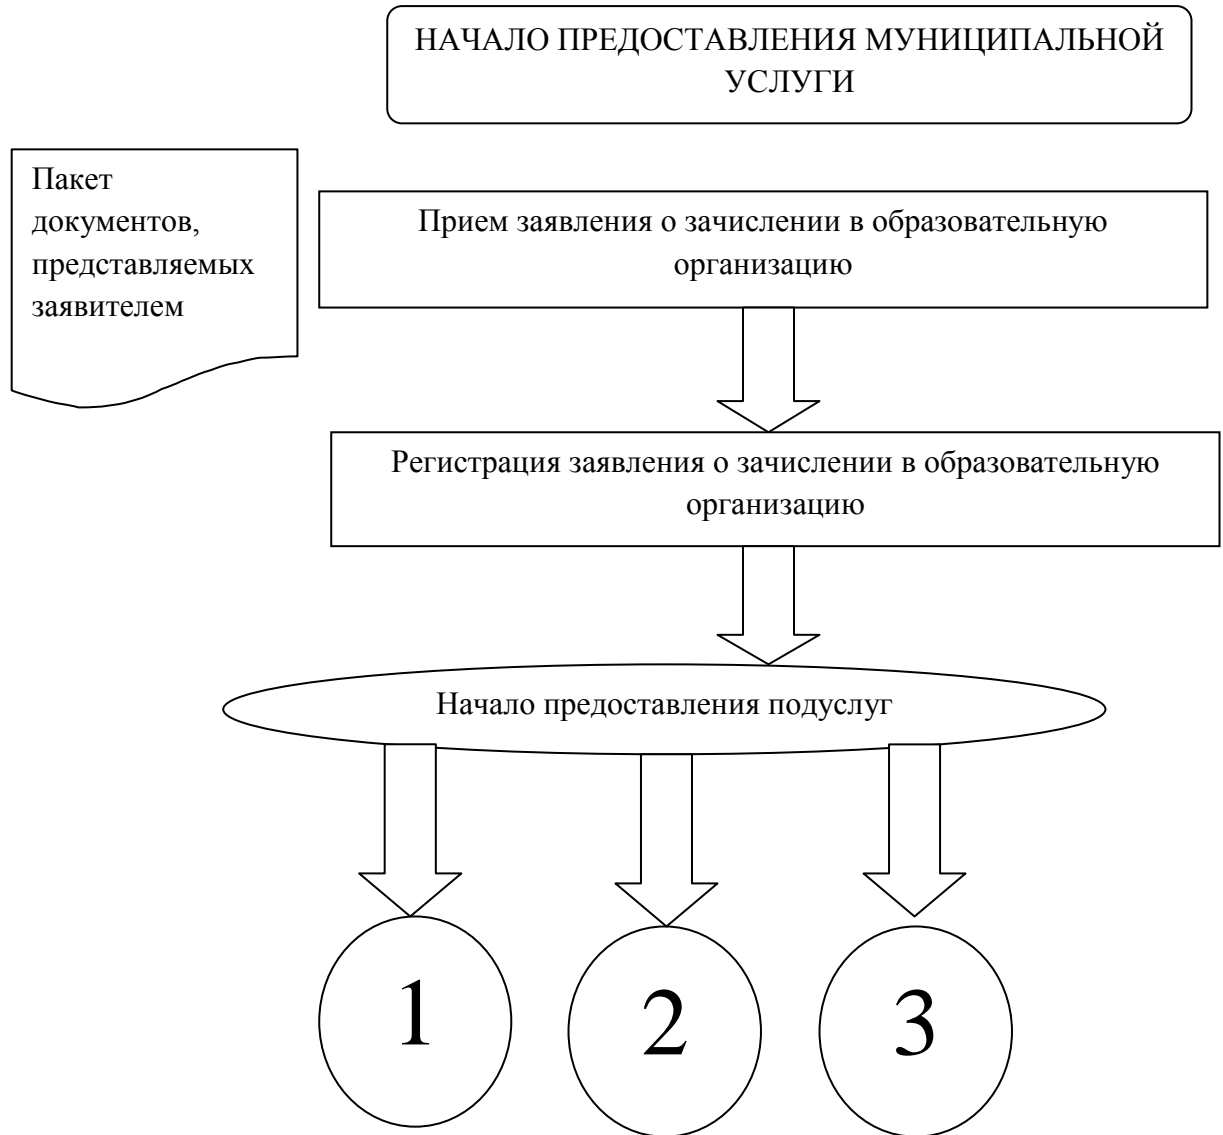 НАЧАЛО ПРЕДОСТАВЛЕНИЯ МУНИЦИПАЛЬНОЙ
УСЛУГИ
Пакет
документов,
представляемых
заявителем
Прием заявления о зачислении в образовательную
организацию
Регистрация заявления о зачислении в образовательную
организацию
Начало предоставления подуслуг
1
2
3